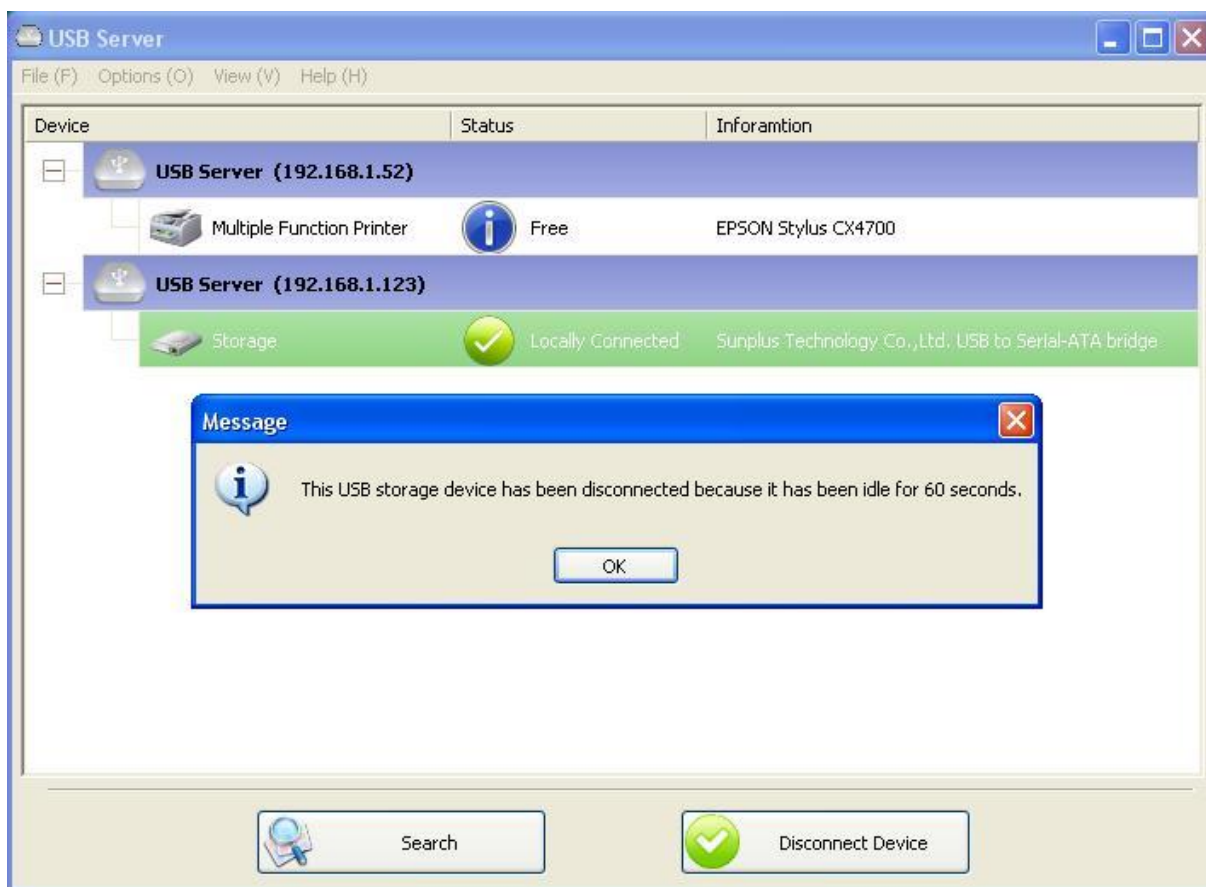 USB Server
File (F) Options (O) View (V) Help (H)
Device Status Inforamtion
USB Server (192.168.1.52)
Multiple Function Printer Free EPSON Stylus CX4700
USB Server (192.168.1.123)
Storage Locally Connected Sunplus Technology Co.,Ltd. USB to Serial-ATA bridge
Message
This USB storage device has been disconnected because it has been idle for 60 seconds.
OK
Search Disconnect Device